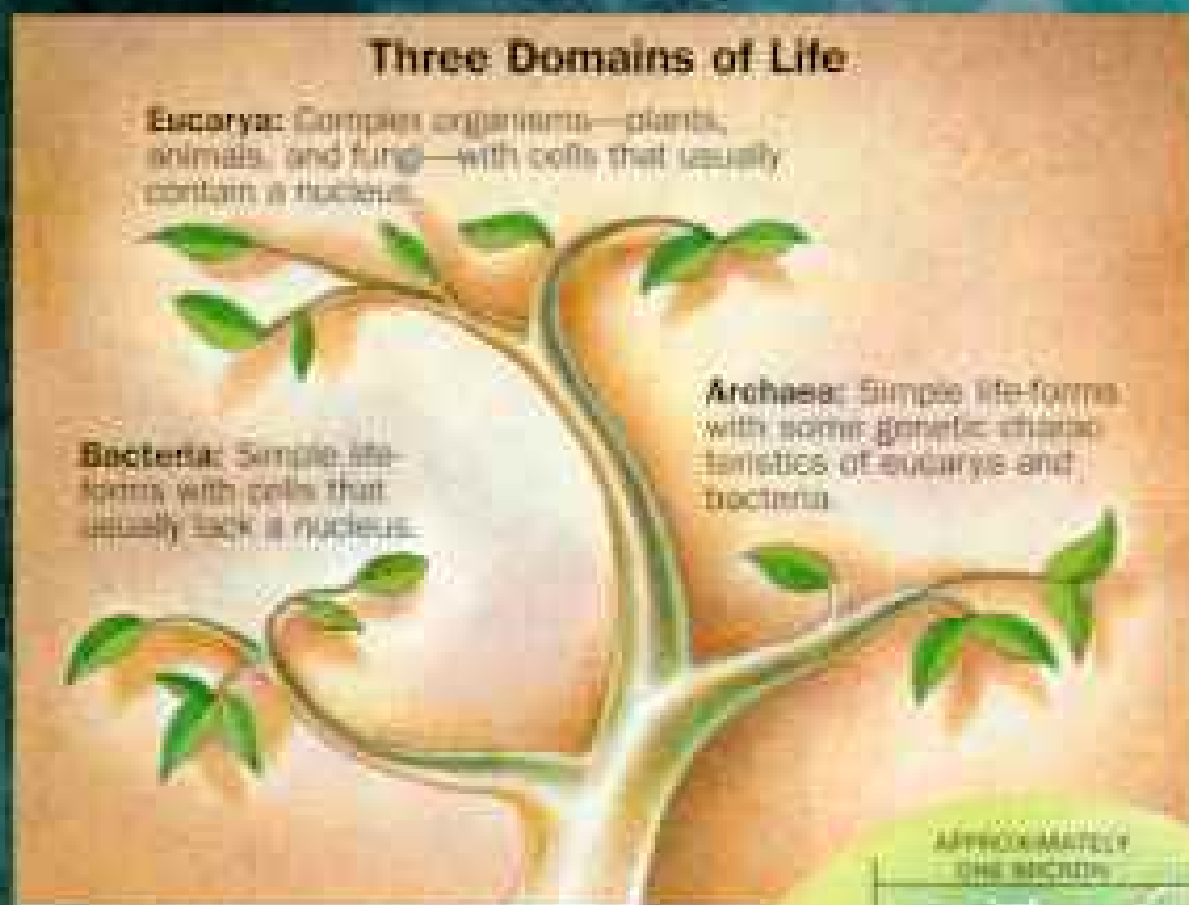 Three Domains of Life
Eucarya: Complex organisms—plants,
animals, and fungi—with cells that usually
contain a nucleus.
Archaea: Simple life-forms
with some genetic charac
teristics of eucarya and
bacteria
Bacteria: Simple life-
forms with cells that
usually lack a nucleus.
APPROXIMATELY
ONE MICRON